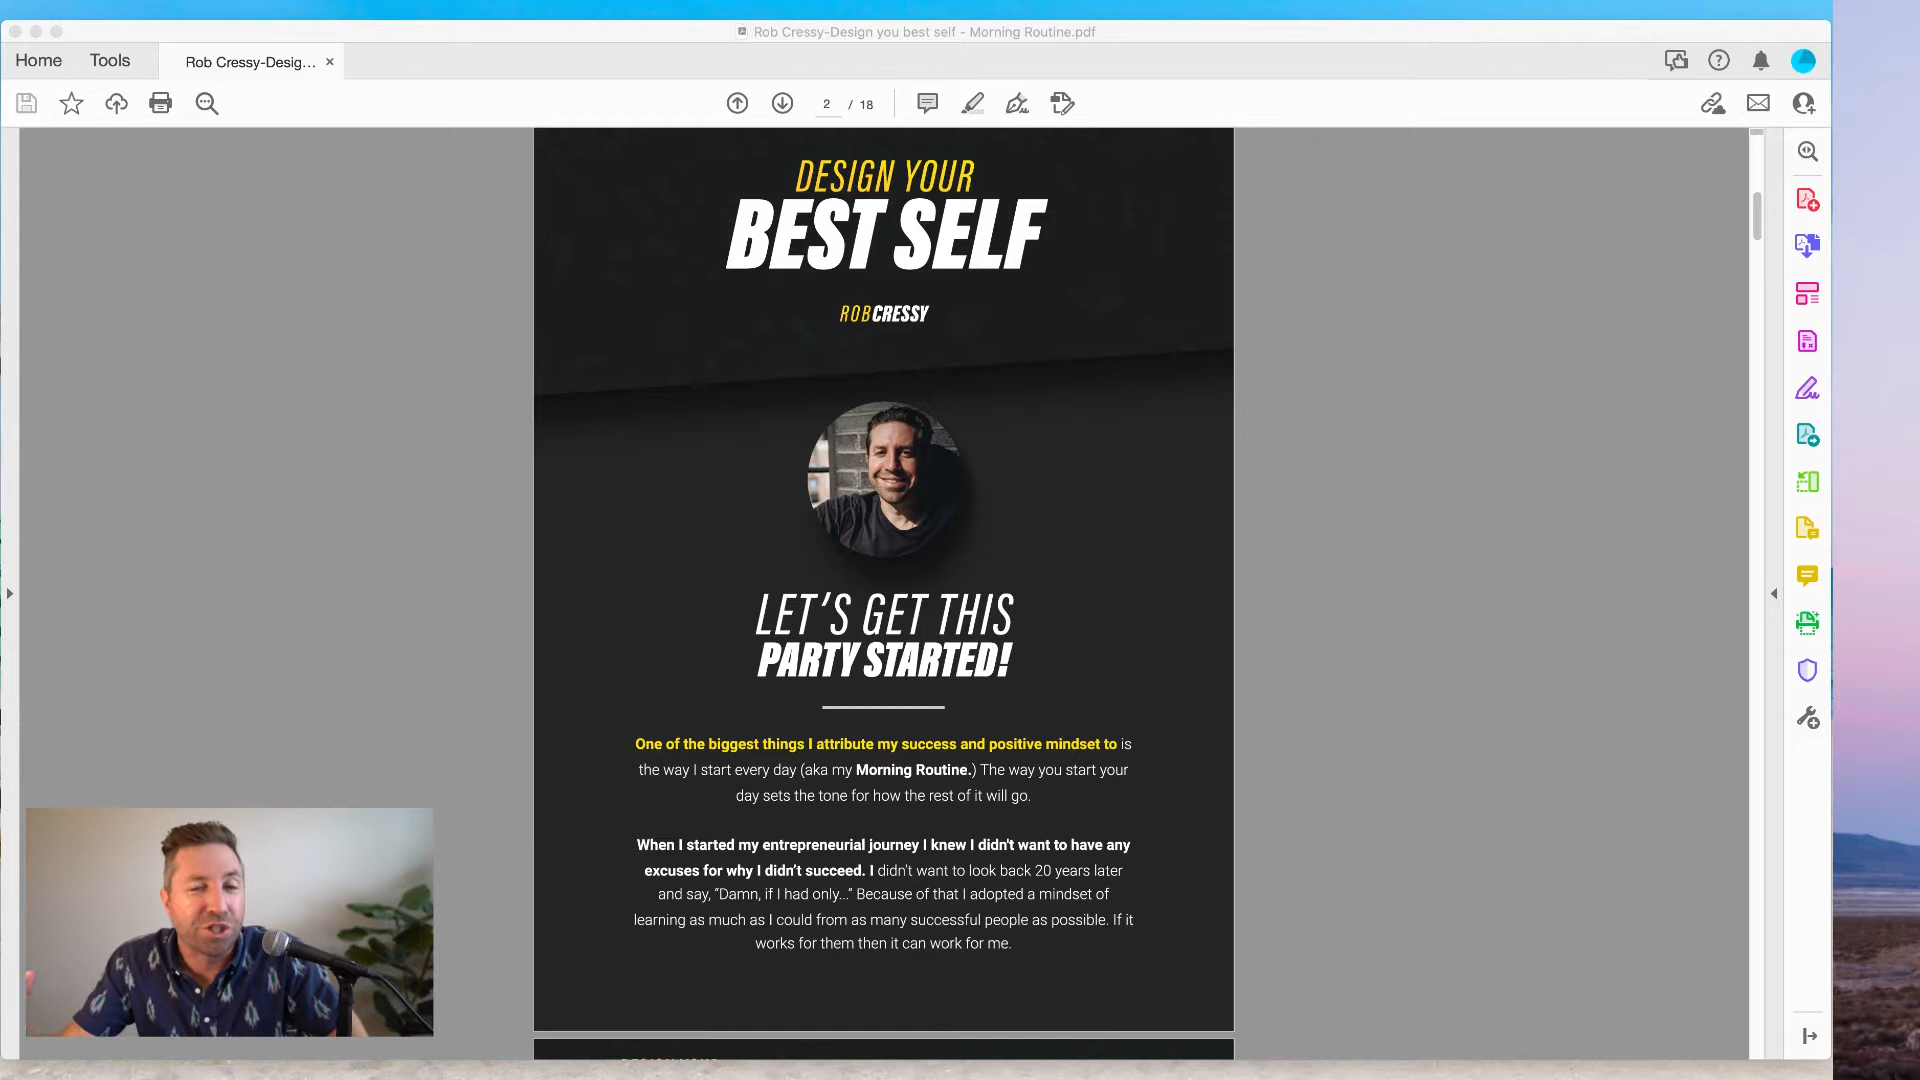 Rob Cressy-Design you best self - Morning Routine.pdf
Home
Tools
Rob Cressy-Desig... ×
2 / 18
DESIGN YOUR
BEST SELF
ROBCRESSY
LET'S GET THIS
PARTY STARTED!
One of the biggest things I attribute my success and positive mindset to is
the way I start every day (aka my Morning Routine.) The way you start your
day sets the tone for how the rest of it will go.
When I started my entrepreneurial journey I knew I didn't want to have any
excuses for why I didn't succeed. I didn't want to look back 20 years later
and say, “Damn, if I had only...” Because of that I adopted a mindset of
learning as much as I could from as many successful people as possible. If it
works for them then it can work for me.